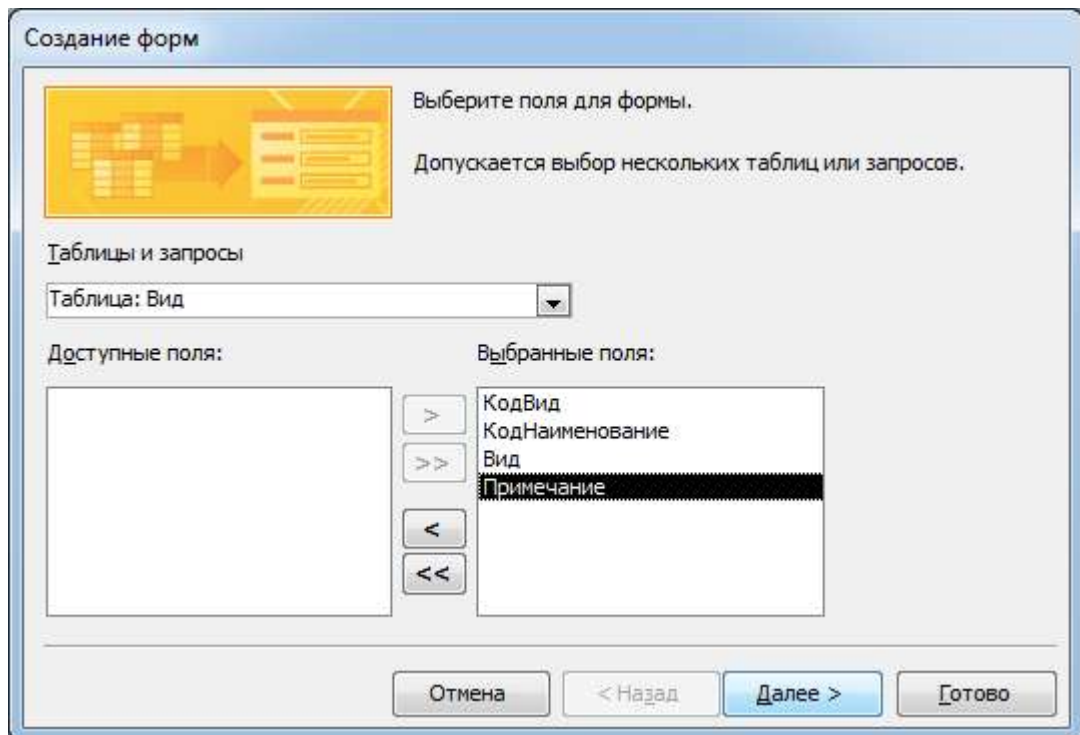 Создание форм
Выберите поля для формы.
Допускается выбор нескольких таблиц или запросов.
Таблицы и запросы
Таблица: Вид
Доступные поля:
Выбранные поля:
>
>>
<
<<
КодВид
КодНаименование
Вид
Примечание
Отмена
< Назад
Далее >
Готово